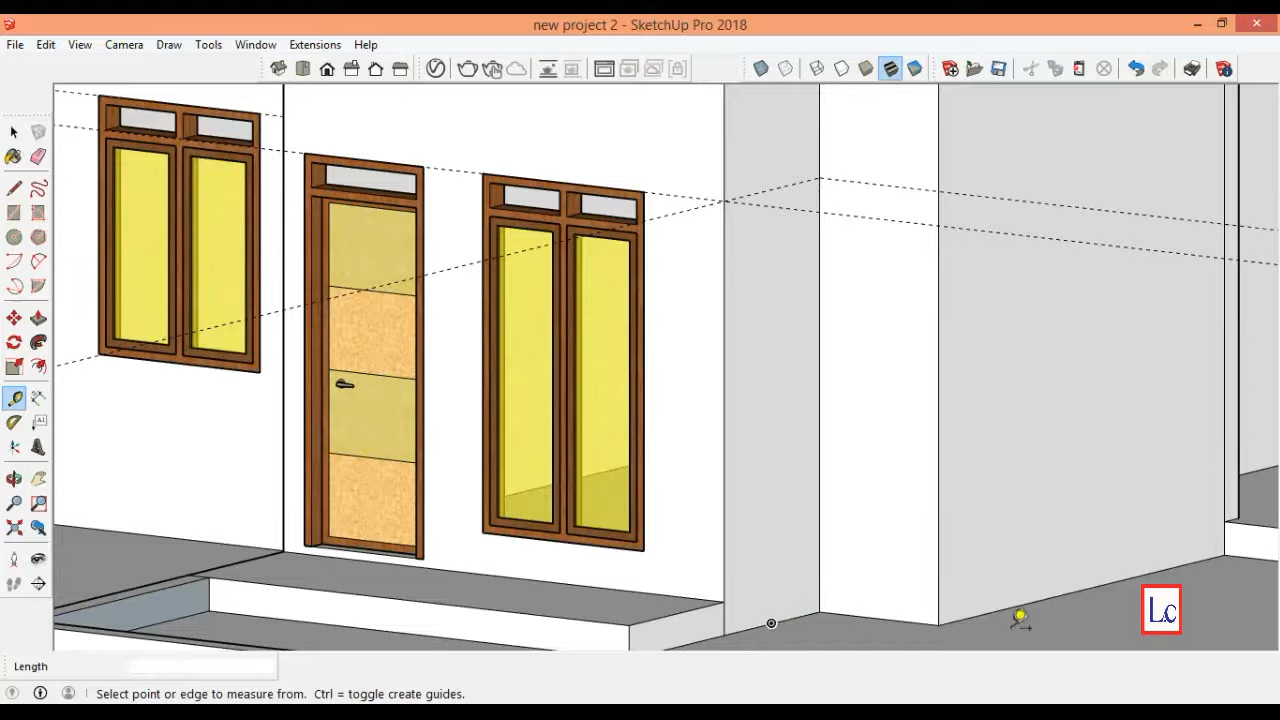 new project 2 - SketchUp Pro 2018
File Edit View Camera Draw Tools Window Extensions Help
A1
Lc
Length
Select point or edge to measure from. Ctrl = toggle create guides.